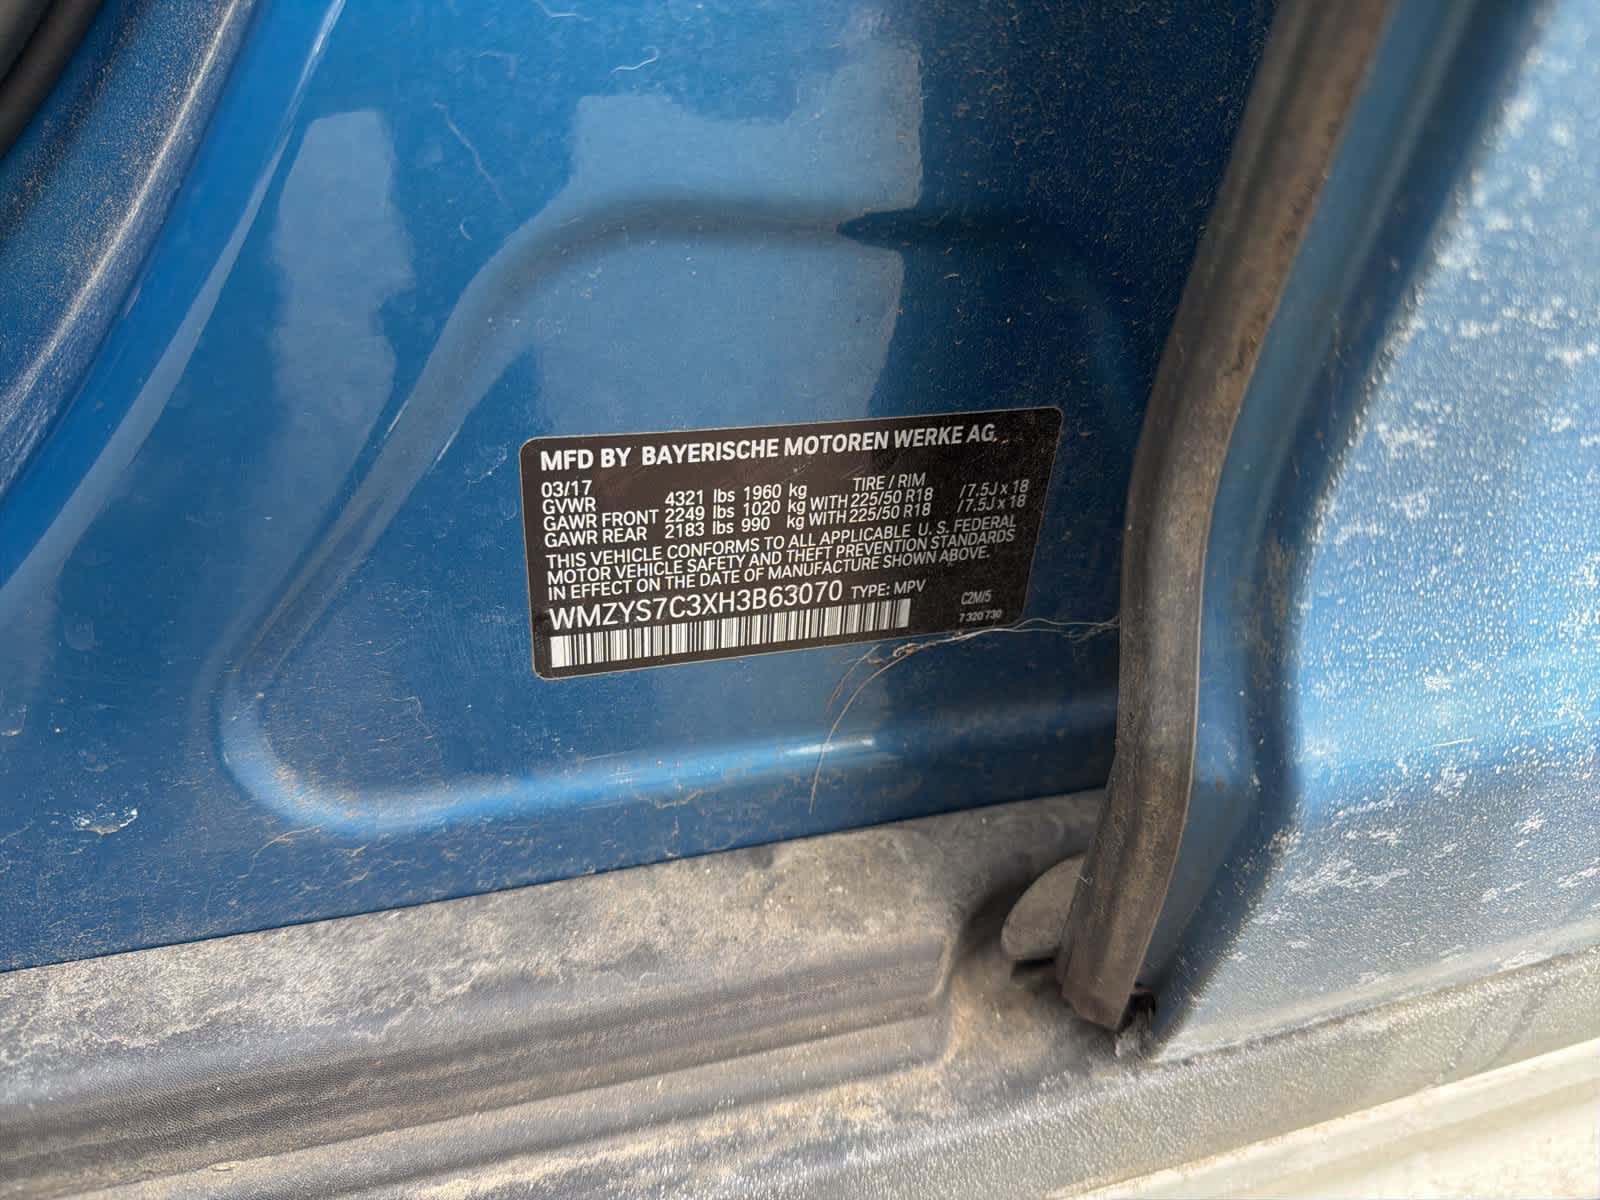 MFD BY BAYERISCHE MOTOREN WERKE AG.
03/17 TIRE / RIM
GVWR 4321 lbs 1960 kg
GAWR FRONT 2249 lbs 1020 kg WITH 225/50 R18 /7.5J x 18
GAWR REAR 2183 lbs 990 kg WITH 225/50 R18 /7.5J x 18
THIS VEHICLE CONFORMS TO ALL APPLICABLE U. S. FEDERAL
MOTOR VEHICLE SAFETY AND THEFT PREVENTION STANDARDS
IN EFFECT ON THE DATE OF MANUFACTURE SHOWN ABOVE.
WMZYS7C3XH3B63070 TYPE: MPV C2M/5
7 320 730